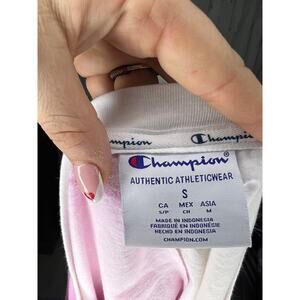 mpion Champion
Champion
AUTHENTIC ATHLETICWEAR
S
CA MEX ASIA
S/P CH M
MADE IN INDONESIA
FABRIQUÉ EN INDONÉSIE
HECHO EN INDONESIA
CHAMPION.COM